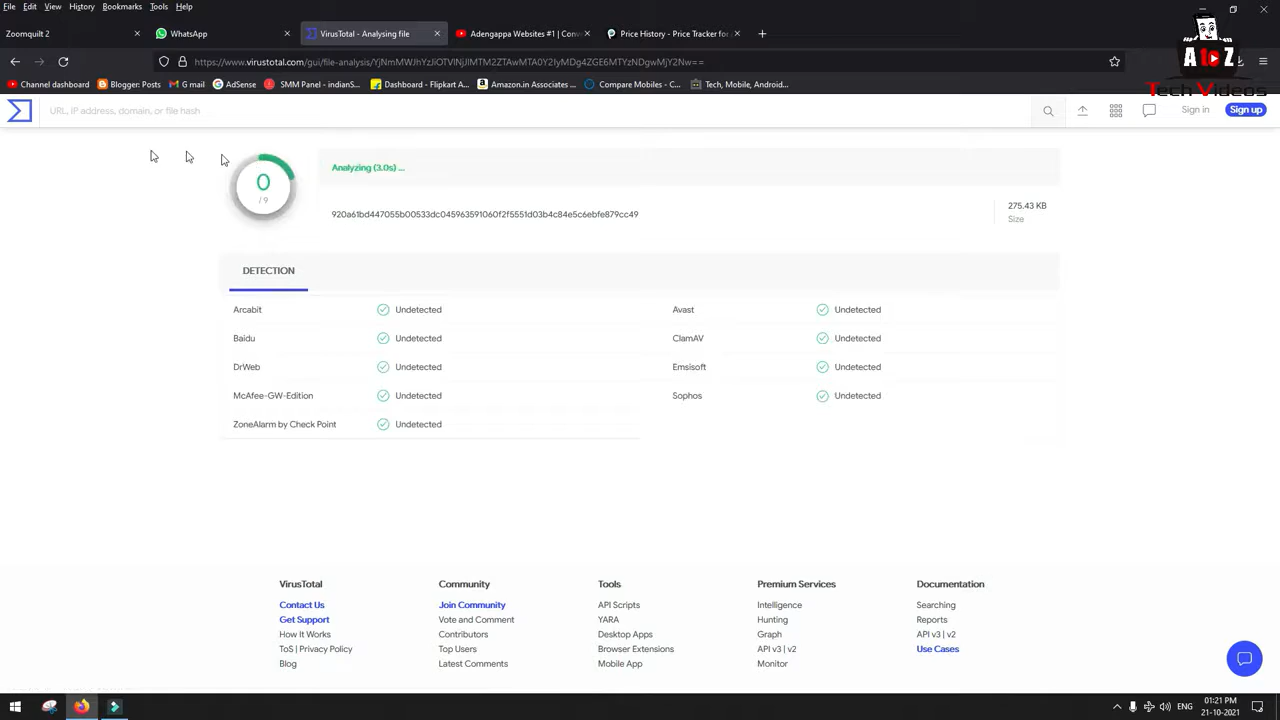 File Edit View History Bookmarks Tools Help
Zoomquilt 2
WhatsApp
VirusTotal - Analysing file
Adengappa Websites #1 | Conv
Price History - Price Tracker for
https://www.virustotal.com/gui/file-analysis/
Channel dashboard
Blogger: Posts
G mail
AdSense
SMM Panel - indianS...
Dashboard - Flipkart A...
Amazon.in Associates ...
Compare Mobiles - C...
Tech, Mobile, Android...
A to Z
Tech Videos
URL, IP address, domain, or file hash
Sign in
Sign up
0
/ 9
Analyzing (3.0s) ...
920a61bd447055b00533dc045963591060f2f5551d03b4c84e5c6ebfe879cc49
275.43 KB
Size
DETECTION
Arcabit Undetected Avast Undetected
Baidu Undetected ClamAV Undetected
DrWeb Undetected Emsisoft Undetected
McAfee-GW-Edition Undetected Sophos Undetected
ZoneAlarm by Check Point Undetected
VirusTotal
Contact Us
Get Support
How It Works
ToS | Privacy Policy
Blog
Community
Join Community
Vote and Comment
Contributors
Top Users
Latest Comments
Tools
API Scripts
YARA
Desktop Apps
Browser Extensions
Mobile App
Premium Services
Intelligence
Hunting
Graph
API v3 | v2
Monitor
Documentation
Searching
Reports
API v3 | v2
Use Cases
ENG
01:21 PM
21-10-2021